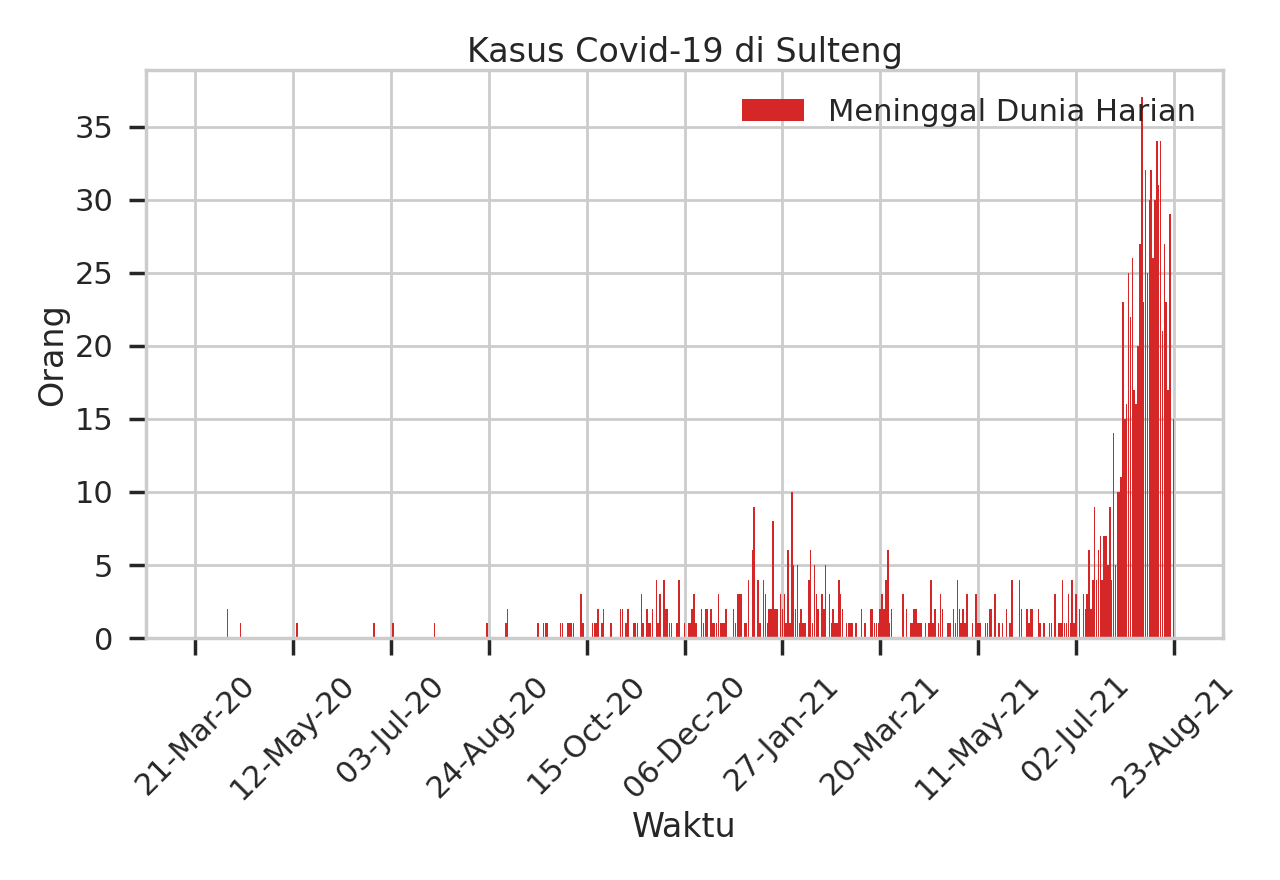 Kasus Covid-19 di Sulteng
Meninggal Dunia Harian
Orang
35
30
25
20
15
10
5
0
21-Mar-20
12-May-20
03-Jul-20
24-Aug-20
15-Oct-20
06-Dec-20
27-Jan-21
20-Mar-21
11-May-21
02-Jul-21
23-Aug-21
Waktu